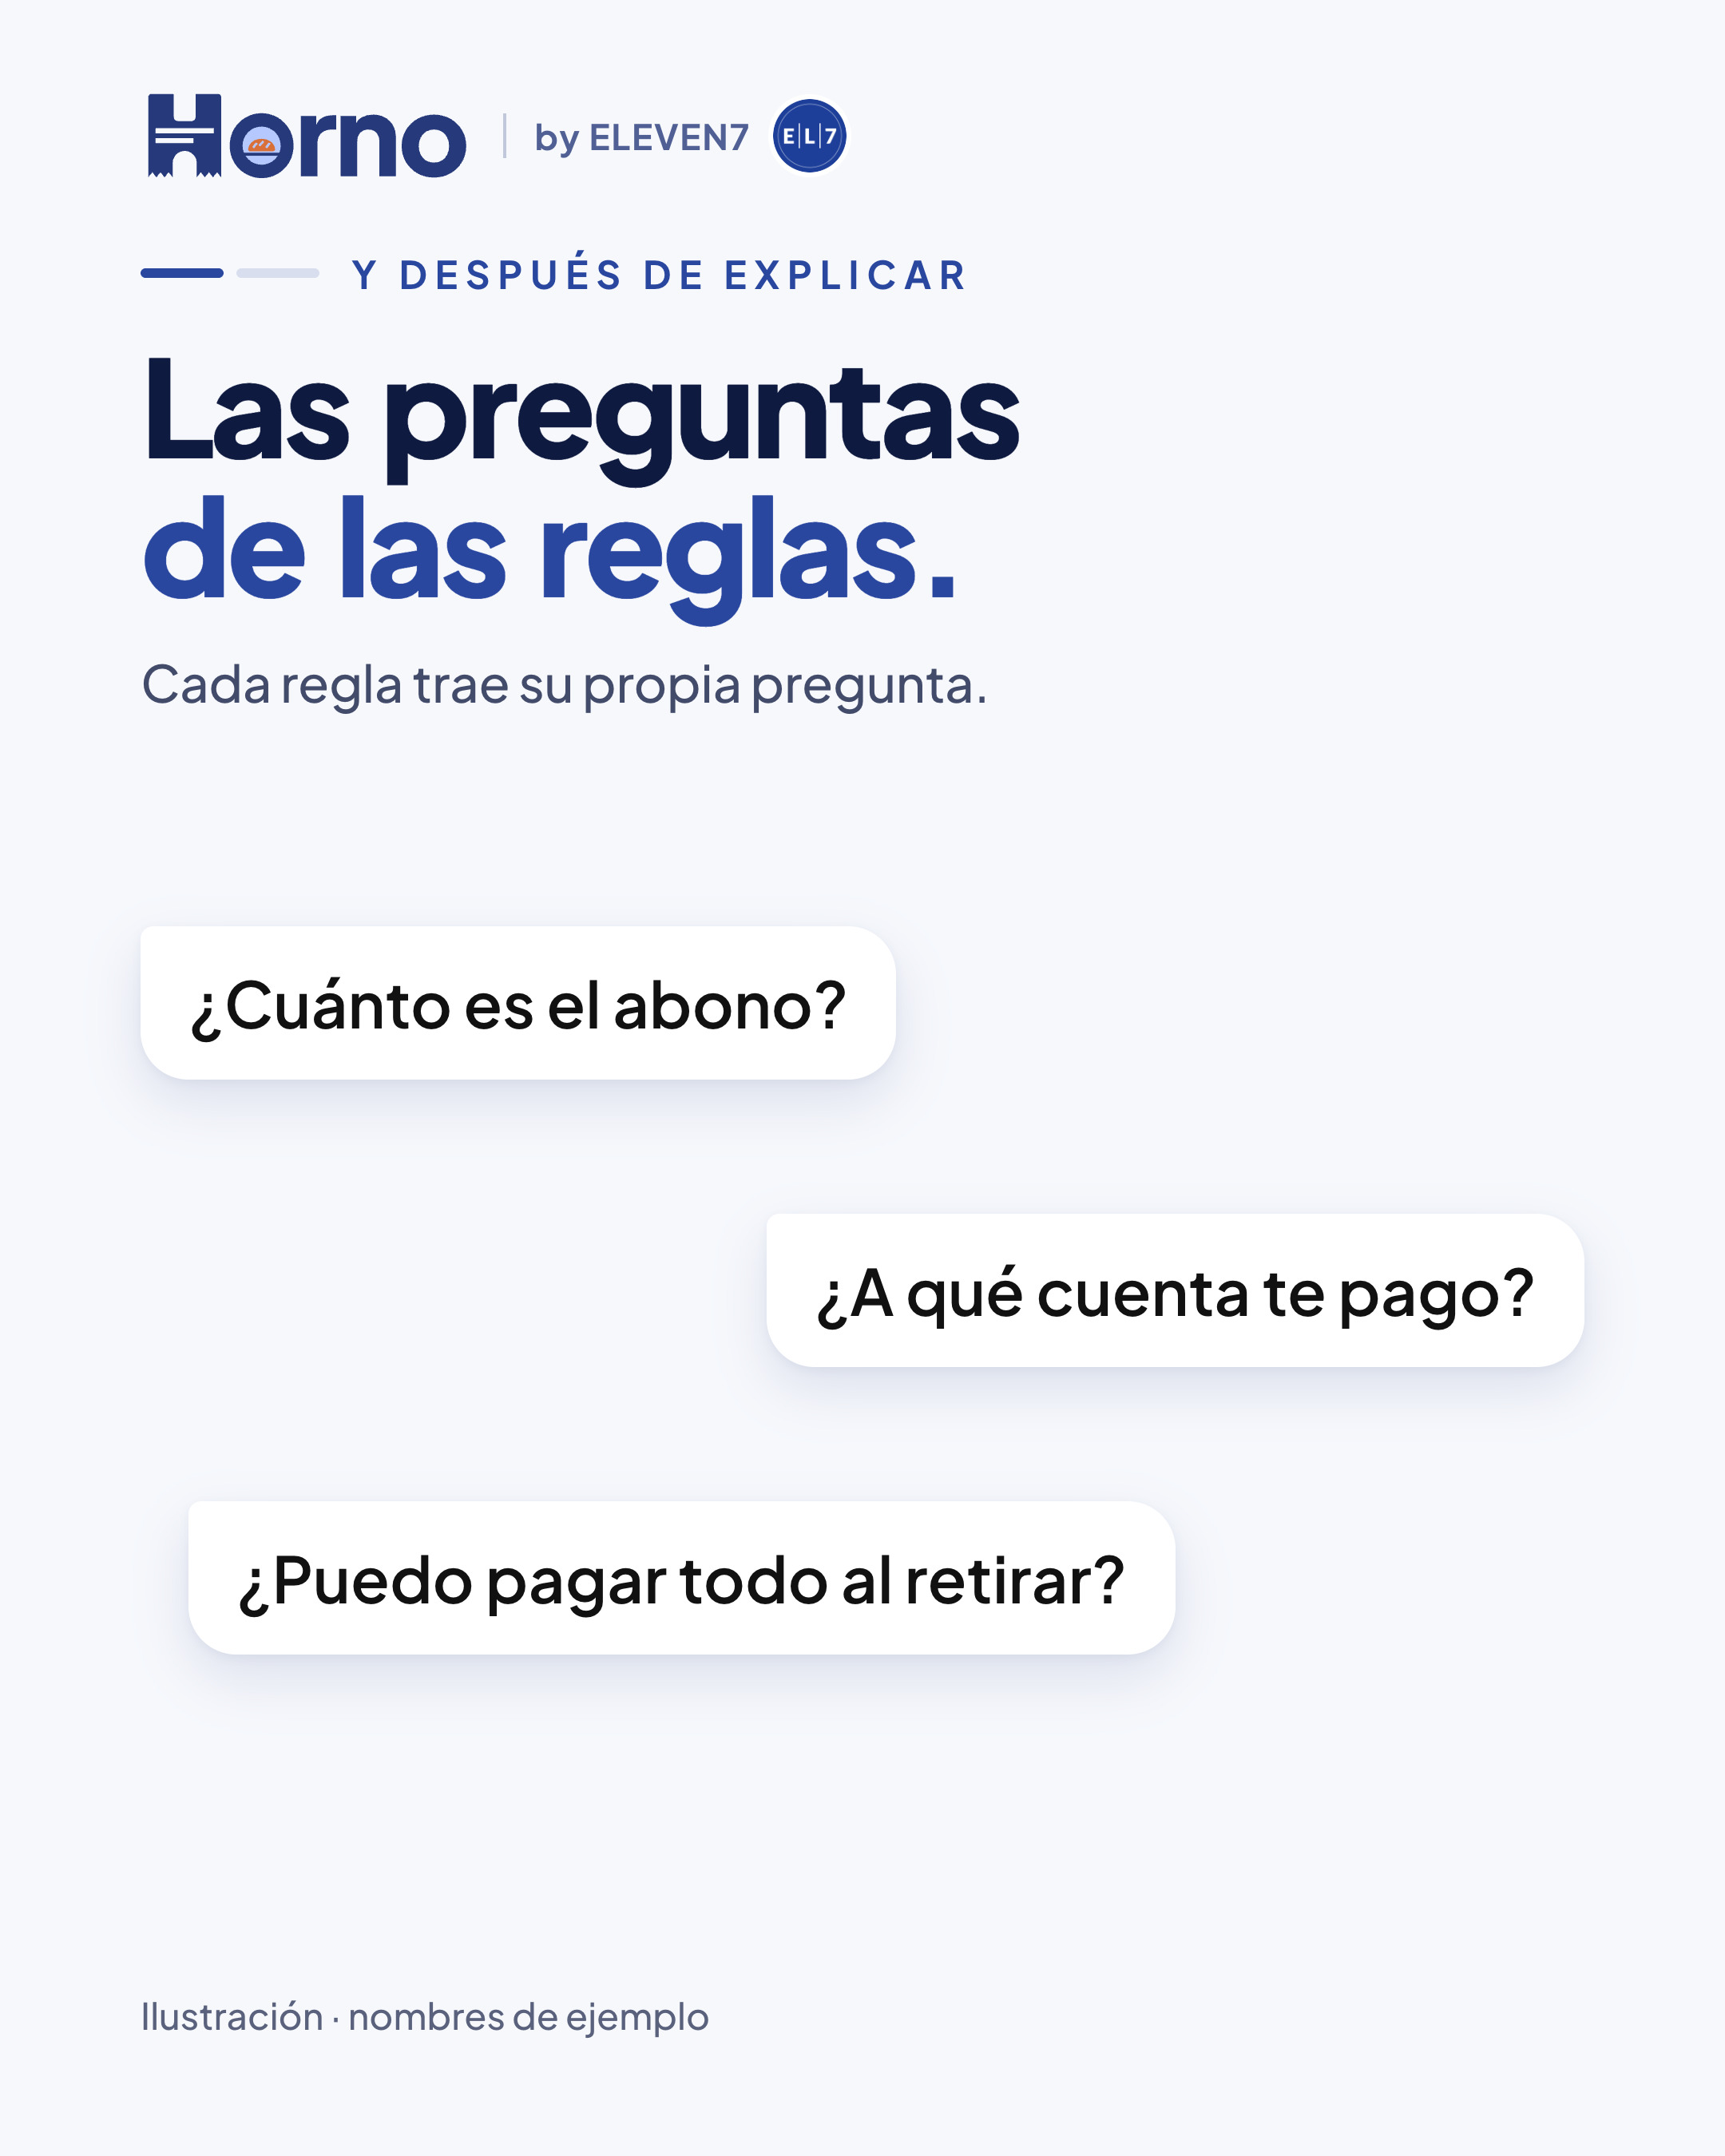 Horno by ELEVEN7 E|L|7
Y DESPUÉS DE EXPLICAR
Las preguntas
de las reglas.
Cada regla trae su propia pregunta.
¿Cuánto es el abono?
¿A qué cuenta te pago?
¿Puedo pagar todo al retirar?
Ilustración · nombres de ejemplo